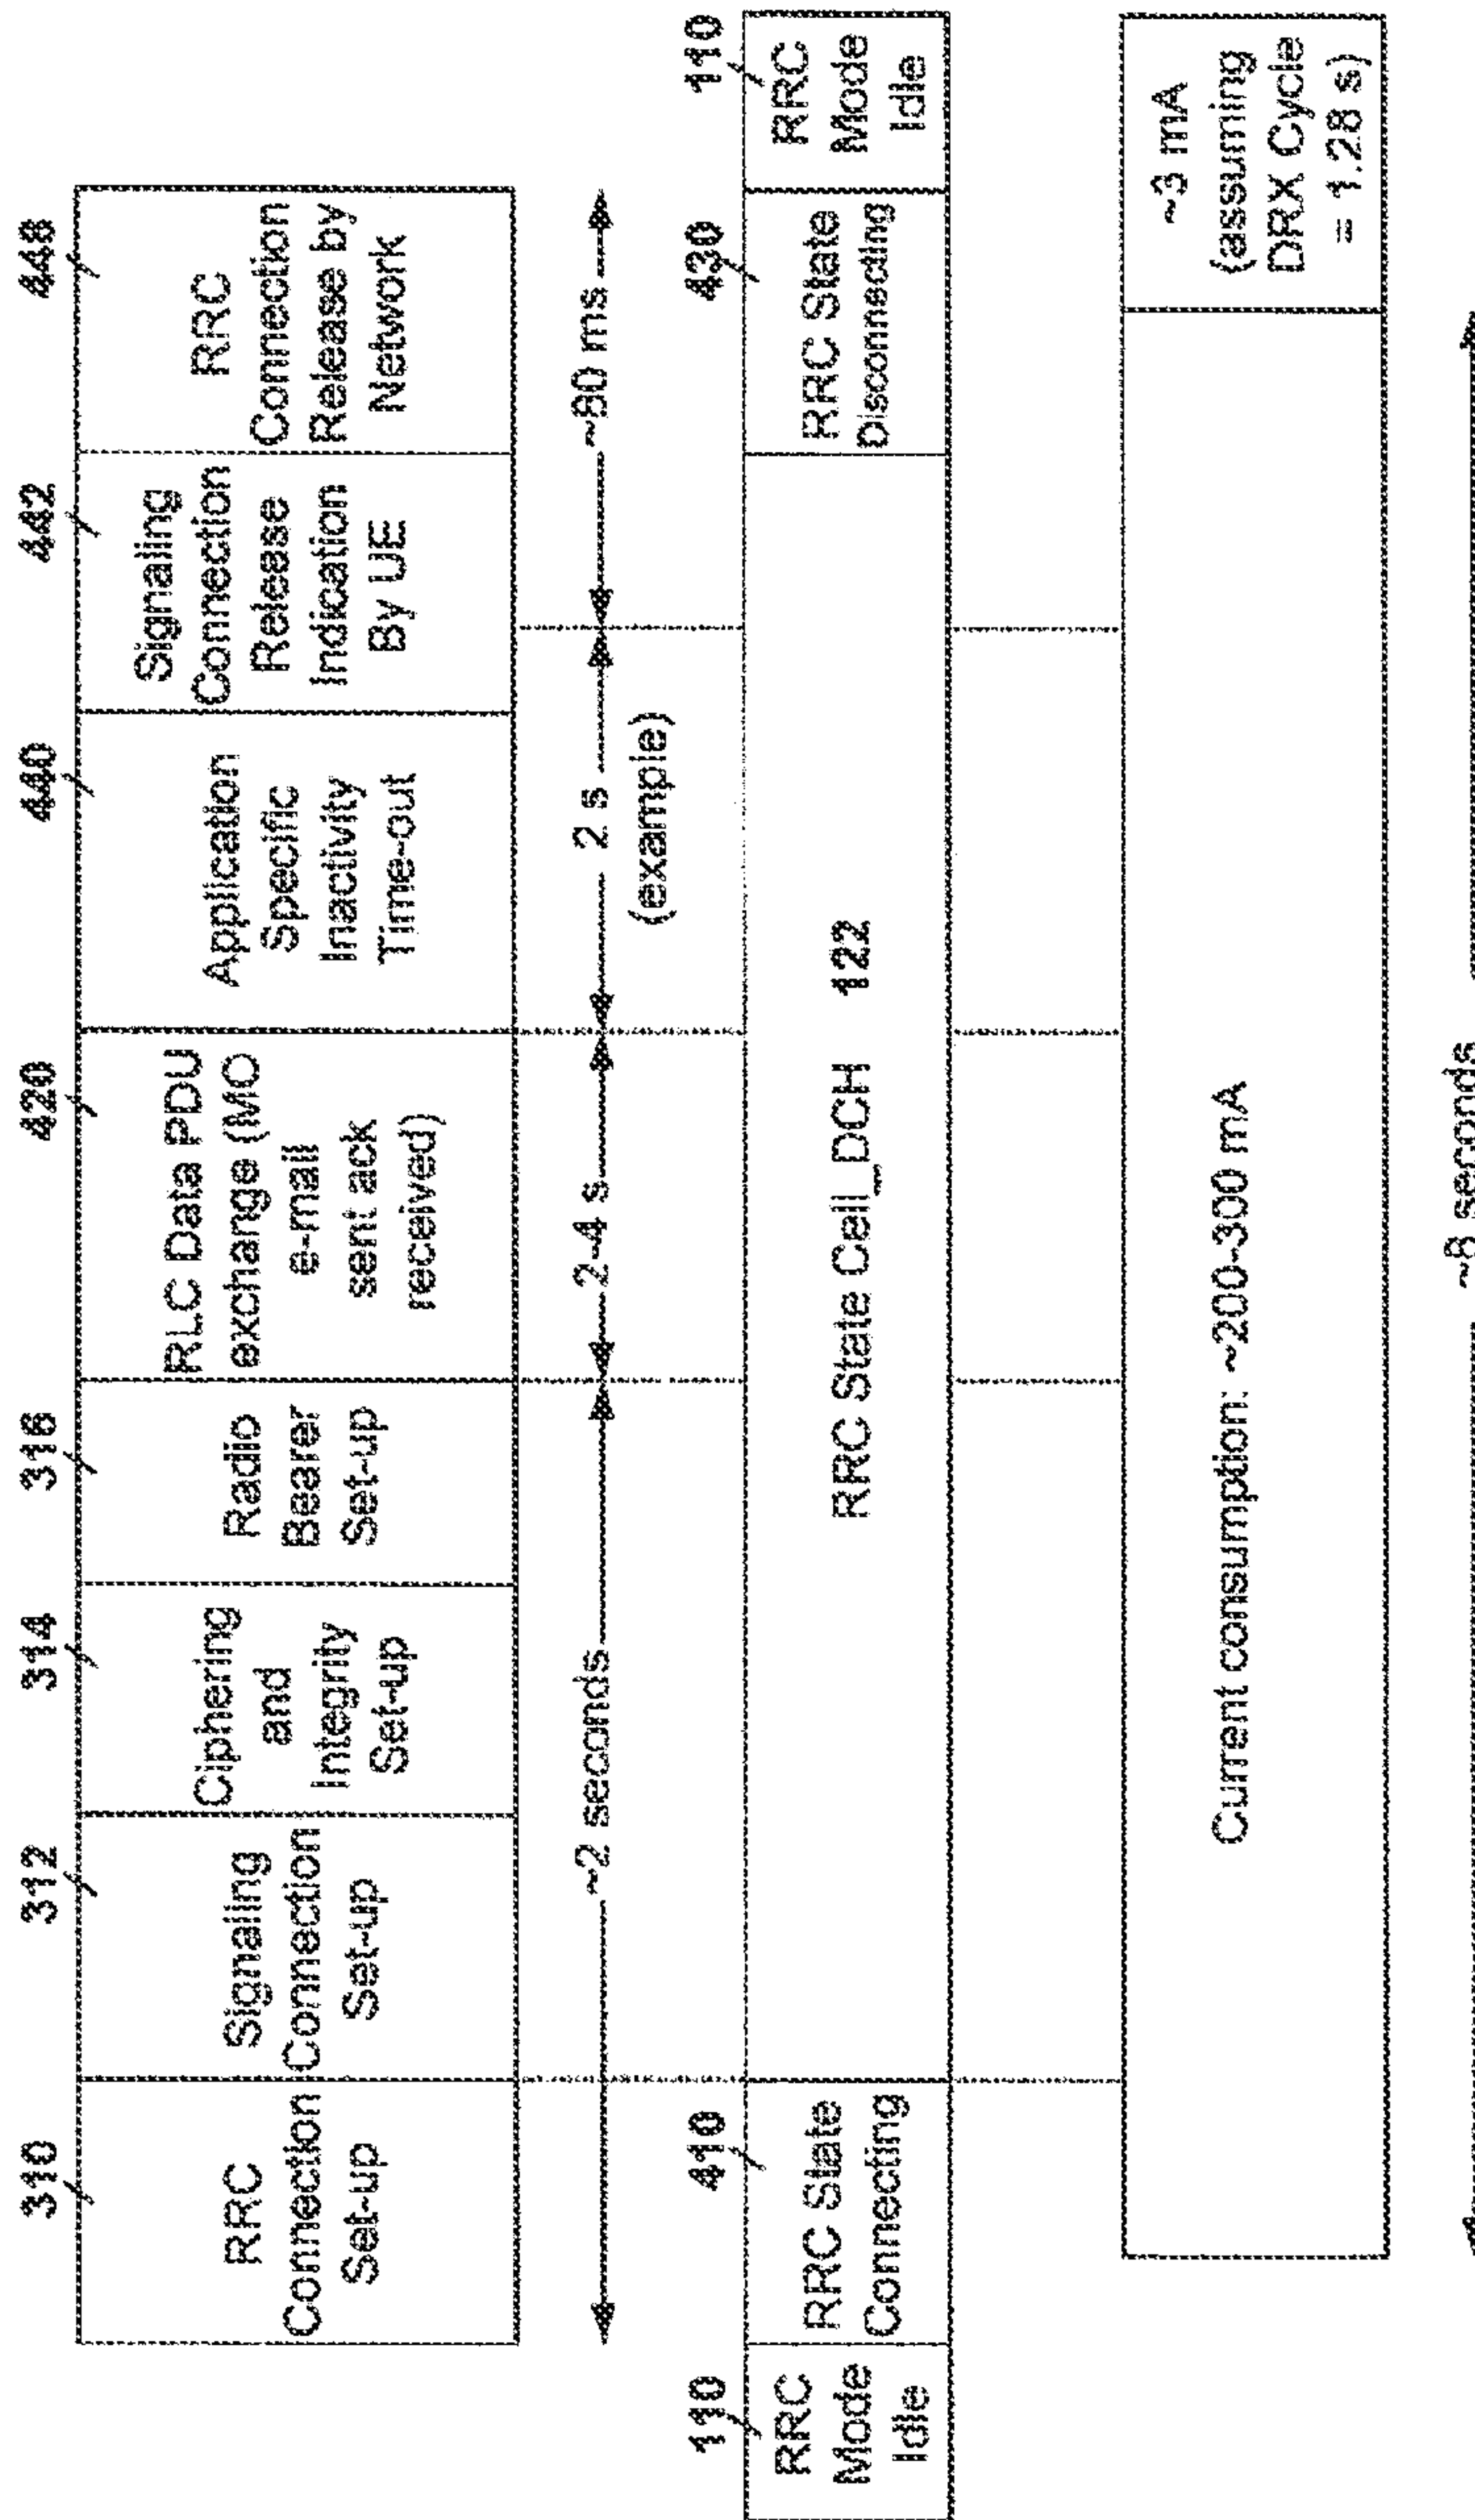 310
312
314
316
420
440
442
448
RRC
Connection
Set-up
Signaling
Connection
Set-up
Ciphering
and
Integrity
Set-up
Radio
Bearer
Set-up
RLC Data PDU
exchange (MO
e-mail
sent ack
received)
Application
Specific
Inactivity
Time-out
Signaling
Connection
Release
Indication
By UE
RRC
Connection
Release by
Network
~2 seconds
2-4 s
2 s
(example)
~80 ms
110
410
430
110
RRC
Mode
Idle
RRC State
Connecting
RRC State Cell_DCH 122
RRC State
Disconnecting
RRC
Mode
Idle
Current consumption: ~200-300 mA
~3 mA
(assuming
DRX Cycle
= 1.28 s)
~8 seconds